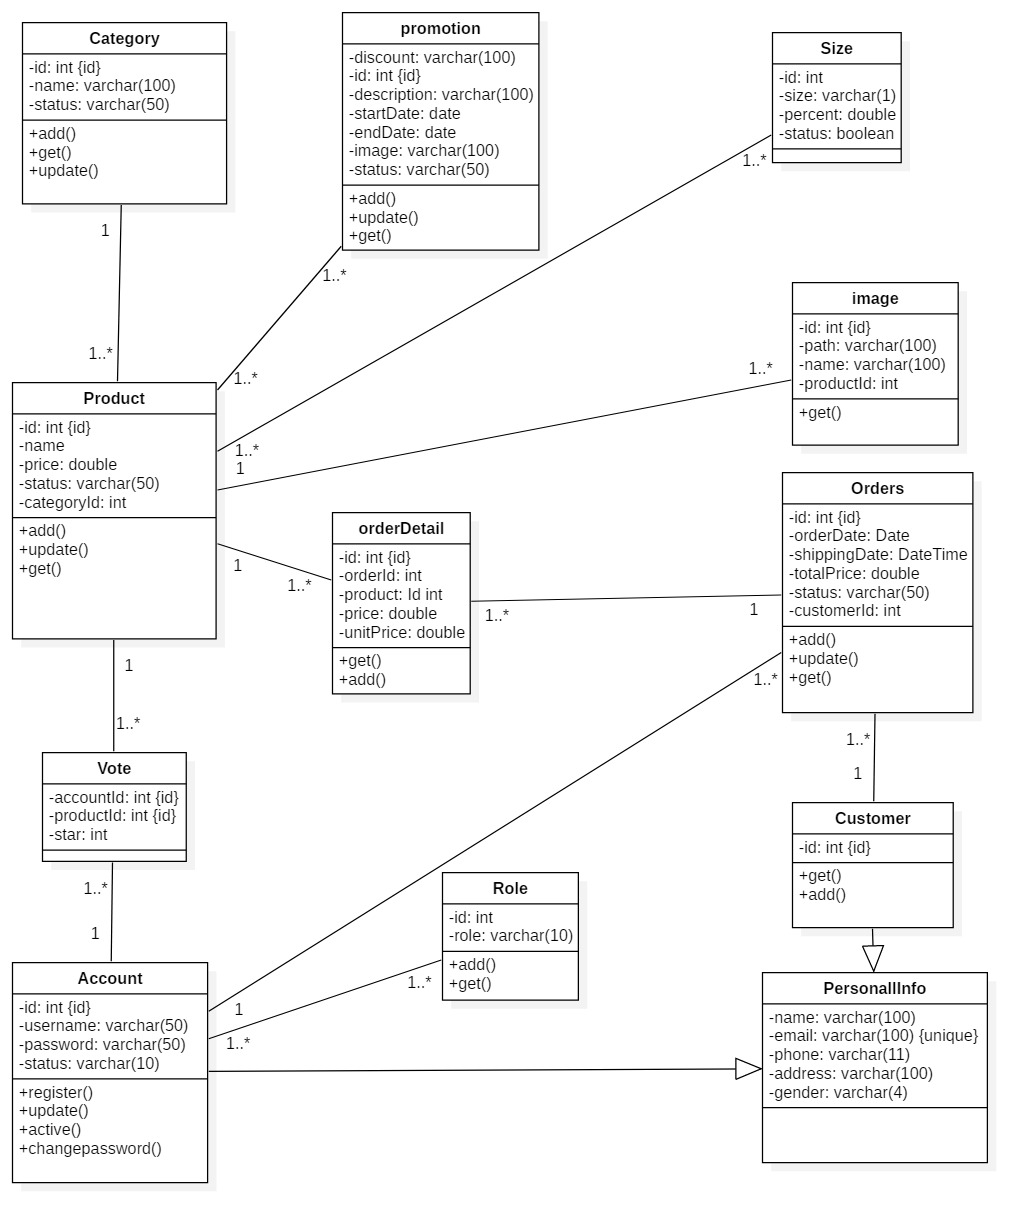 Category
-id: int {id}
-name: varchar(100)
-status: varchar(50)
+add()
+get()
+update()
promotion
-discount: varchar(100)
-id: int {id}
-description: varchar(100)
-startDate: date
-endDate: date
-image: varchar(100)
-status: varchar(50)
+add()
+update()
+get()
Size
-id: int
-size: varchar(1)
-percent: double
-status: boolean
1
1..*
1..*
1..*
1..*
1..*
image
-id: int {id}
-path: varchar(100)
-name: varchar(100)
-productId: int
+get()
1..*
1
Product
-id: int {id}
-name
-price: double
-status: varchar(50)
-categoryId: int
+add()
+update()
+get()
1
1..*
orderDetail
-id: int {id}
-orderId: int
-product: Id int
-price: double
-unitPrice: double
+get()
+add()
1..*
1
Orders
-id: int {id}
-orderDate: Date
-shippingDate: DateTime
-totalPrice: double
-status: varchar(50)
-customerId: int
+add()
+update()
+get()
1..*
1
1..*
1..*
1
Vote
-accountId: int {id}
-productId: int {id}
-star: int
1..*
1
Customer
-id: int {id}
+get()
+add()
Role
-id: int
-role: varchar(10)
+add()
+get()
1..*
1
1..*
Account
-id: int {id}
-username: varchar(50)
-password: varchar(50)
-status: varchar(10)
+register()
+update()
+active()
+changepassword()
PersonalInfo
-name: varchar(100)
-email: varchar(100) {unique}
-phone: varchar(11)
-address: varchar(100)
-gender: varchar(4)